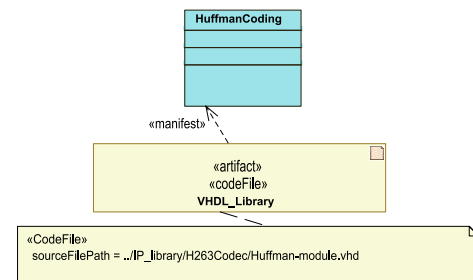 HuffmanCoding
«manifest»
«artifact»
«codeFile»
VHDL_Library
«CodeFile»
sourceFilePath = ../IP_library/H263Codec/Huffman-module.vhd